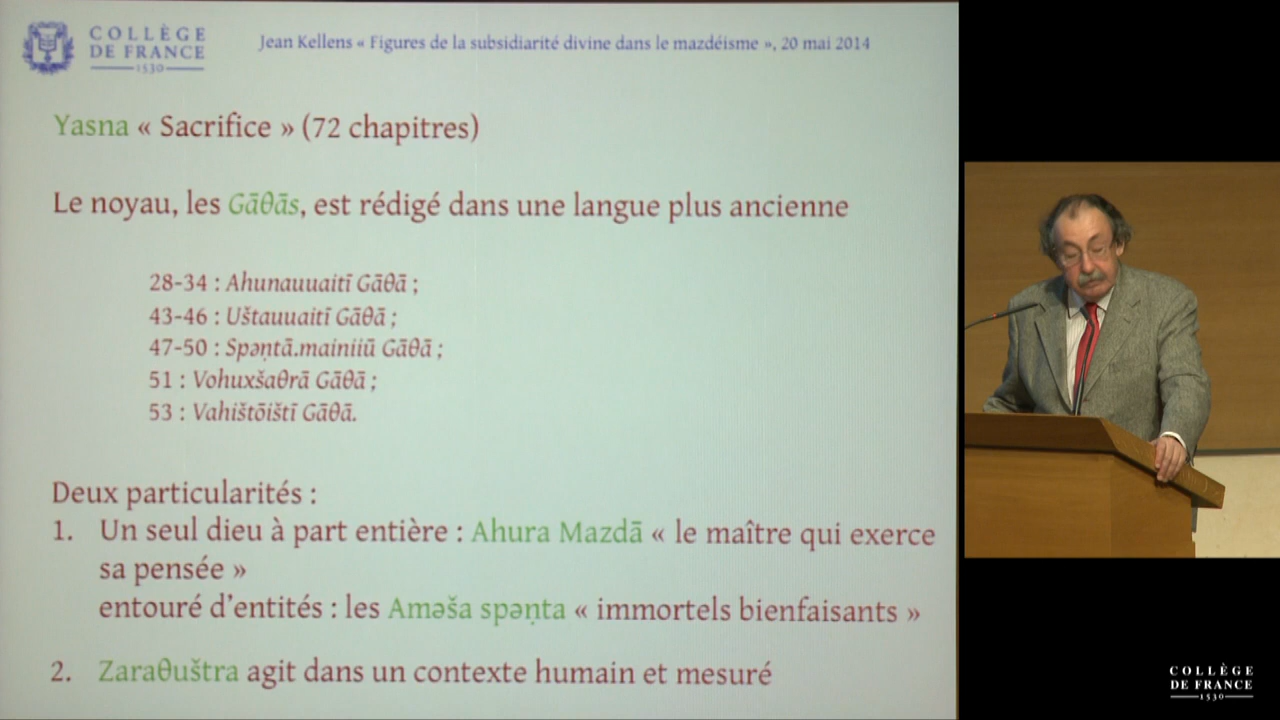 COLLÈGE
DE FRANCE
1530
Jean Kellens « Figures de la subsidiarité divine dans le mazdéisme », 20 mai 2014
Yasna « Sacrifice » (72 chapitres)
Le noyau, les Gāθās, est rédigé dans une langue plus ancienne
28-34 : Ahunauuaitī Gāθā ;
43-46 : Uštauuaitī Gāθā ;
47-50 : Spəṇtā.mainiiū Gāθā ;
51 : Vohuxšaθrā Gāθā ;
53 : Vahištōištī Gāθā.
Deux particularités :
1. Un seul dieu à part entière : Ahura Mazdā « le maître qui exerce
sa pensée »
entouré d’entités : les Aməša spəṇta « immortels bienfaisants »
2. Zaraθuštra agit dans un contexte humain et mesuré
COLLÈGE
DE FRANCE
1530